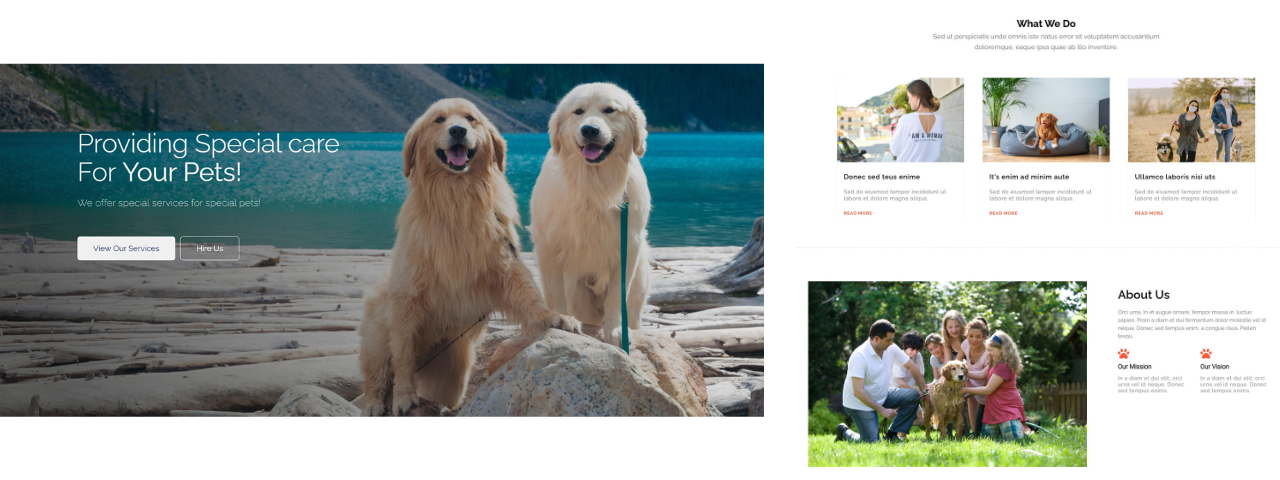 Providing Special care
For Your Pets!
We offer special services for special pets!
View Our Services
Hire Us
What We Do
Sed ut perspiciatis unde omnis iste natus error sit voluptatem accusantium
doloremque, eaque ipsa quae ab illo inventore.
Donec sed teus enime
Sed do eiusmod tempor incididunt ut
labore et dolore magna aliqua.
READ MORE
It's enim ad minim aute
Sed do eiusmod tempor incididunt ut
labore et dolore magna aliqua.
READ MORE
Ullamco laboris nisi uts
Sed do eiusmod tempor incididunt ut
labore et dolore magna aliqua.
READ MORE
About Us
Orci urna, in et augue ornare, tempor massa in, luctus
sapien. Proin a diam et dui fermentum dolor molestie vel id
neque. Donec sed tempus enim, a congue risus. Pellen
Our Mission
In a diam et dui elit, orci
urna vel id neque. Donec
sed tempus enims.
Our Vision
In a diam et dui elit, orci
urna vel id neque. Donec
sed tempus enims.